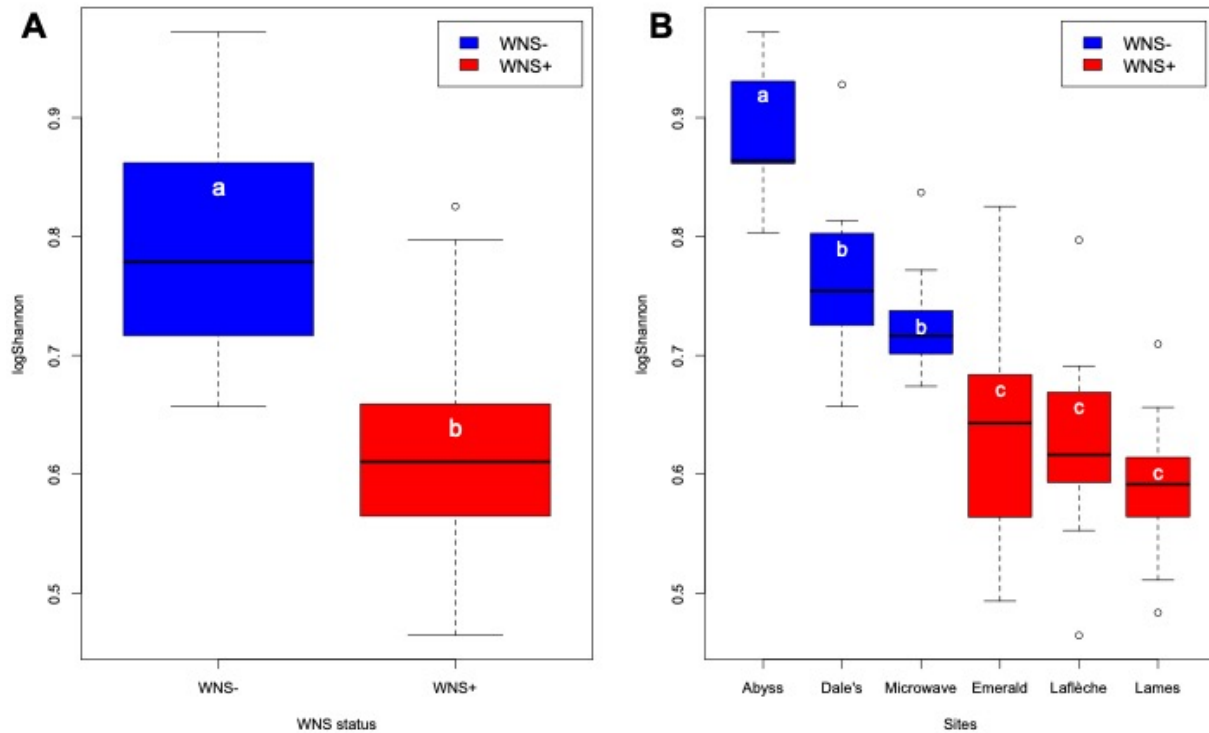 A
WNS-
WNS+
a
b
0.9
0.8
0.7
0.6
0.5
logShannon
WNS- WNS+
WNS status
B
WNS-
WNS+
a
b
b
c
c
c
0.9
0.8
0.7
0.6
0.5
logShannon
Abyss Dale's Microwave Emerald Laflèche Lames
Sites